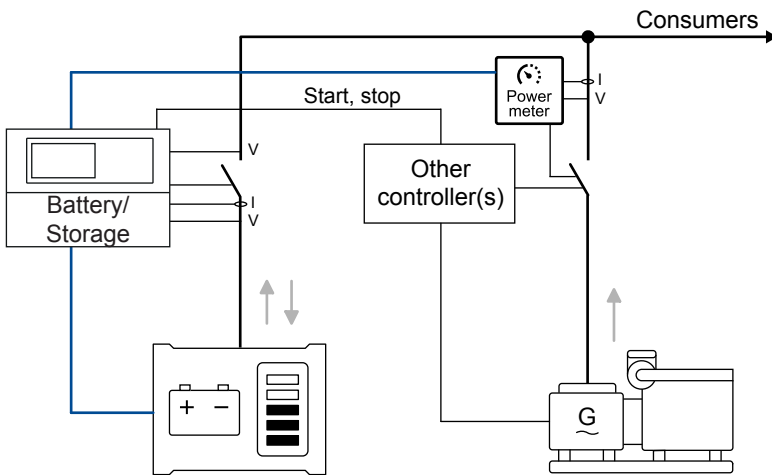 Consumers
Start, stop
Power
meter
I
V
V
I
V
Battery/
Storage
Other
controller(s)
+ −
G
~